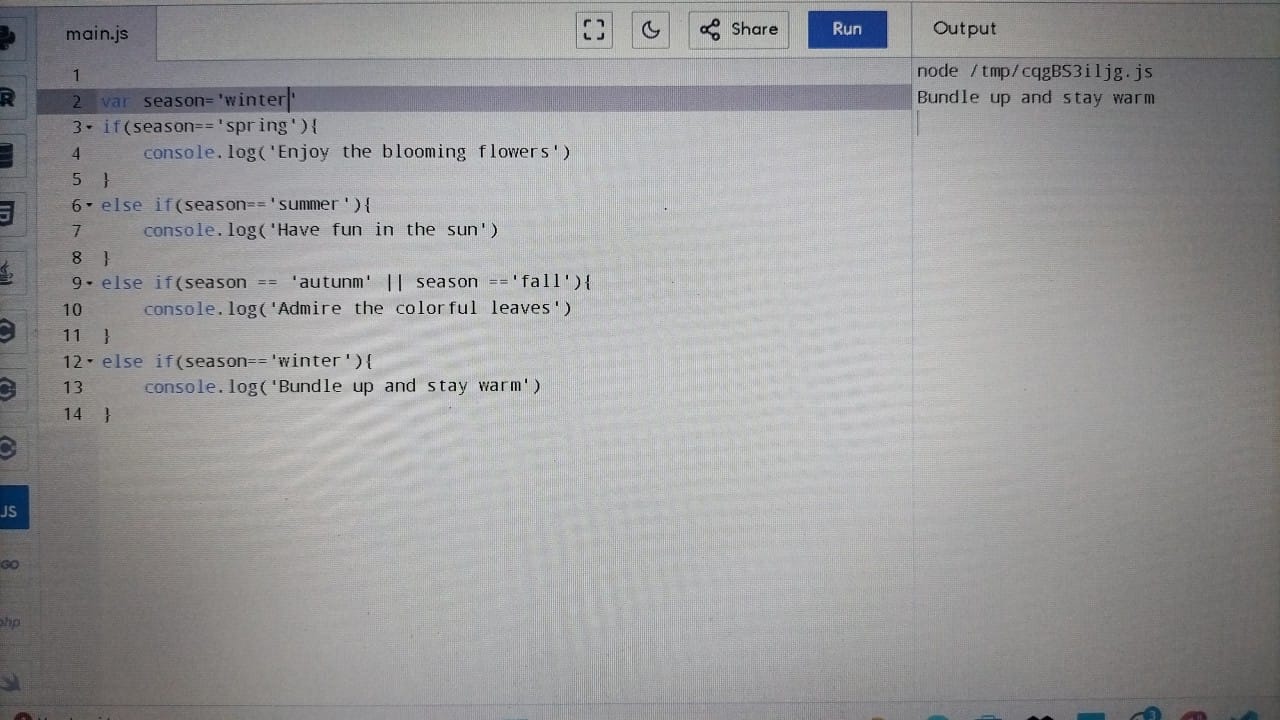 main.js
Share
Run
Output
1
2 var season='winter'
3 if(season=='spring'){
4 console.log('Enjoy the blooming flowers')
5 }
6 else if(season=='summer'){
7 console.log('Have fun in the sun')
8 }
9 else if(season == 'autunm' || season =='fall'){
10 console.log('Admire the colorful leaves')
11 }
12 else if(season=='winter'){
13 console.log('Bundle up and stay warm')
14 }
node /tmp/cqgBS3iljg.js
Bundle up and stay warm
JS
GO
php